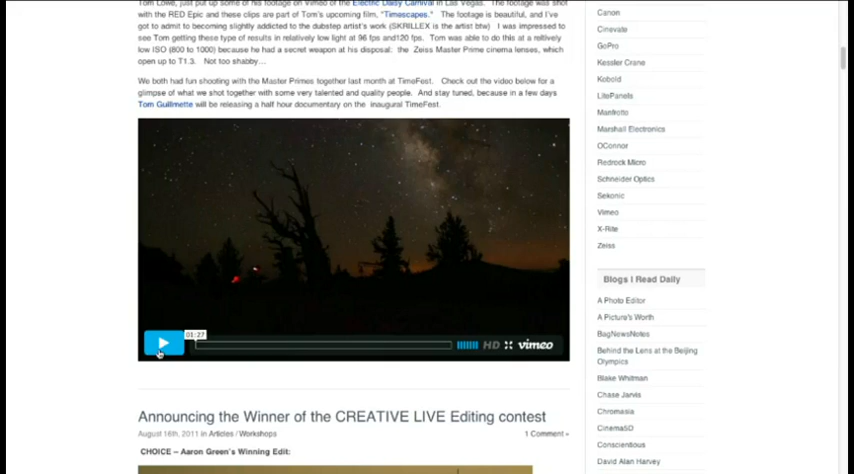 Tom Lowe, just put up some of his footage on Vimeo of the Electric Daisy Carnival in Las Vegas. The footage was shot
with the RED Epic and these clips are part of Tom's upcoming film, "Timescapes." The footage is beautiful, and I've
got to admit to becoming slightly addicted to the dubstep artist's work (SKRILLEX is the artist btw) I was impressed to
see Tom getting these type of results in relatively low light at 96 fps and120 fps. Tom was able to do this at a reltively
low ISO (800 to 1000) because he had a secret weapon at his disposal: the Zeiss Master Prime cinema lenses, which
open up to T1.3. Not too shabby…
We both had fun shooting with the Master Primes together last month at TimeFest. Check out the video below for a
glimpse of what we shot together with some very talented and quality people. And stay tuned, because in a few days
Tom Guilmette will be releasing a half hour documentary on the inaugural TimeFest.
01:27
HD
vimeo
Announcing the Winner of the CREATIVE LIVE Editing contest
August 16th, 2011 in Articles / Workshops
1 Comment »
CHOICE – Aaron Green's Winning Edit:
Canon
Cinevate
GoPro
Kessler Crane
Kobold
LitePanels
Manfrotto
Marshall Electronics
OConnor
Redrock Micro
Schneider Optics
Sekonic
Vimeo
X-Rite
Zeiss
Blogs I Read Daily
A Photo Editor
A Picture's Worth
BagNewsNotes
Behind the Lens at the Beijing
Olympics
Blake Whitman
Chase Jarvis
Chromasia
Cinema5D
Conscientious
David Alan Harvey